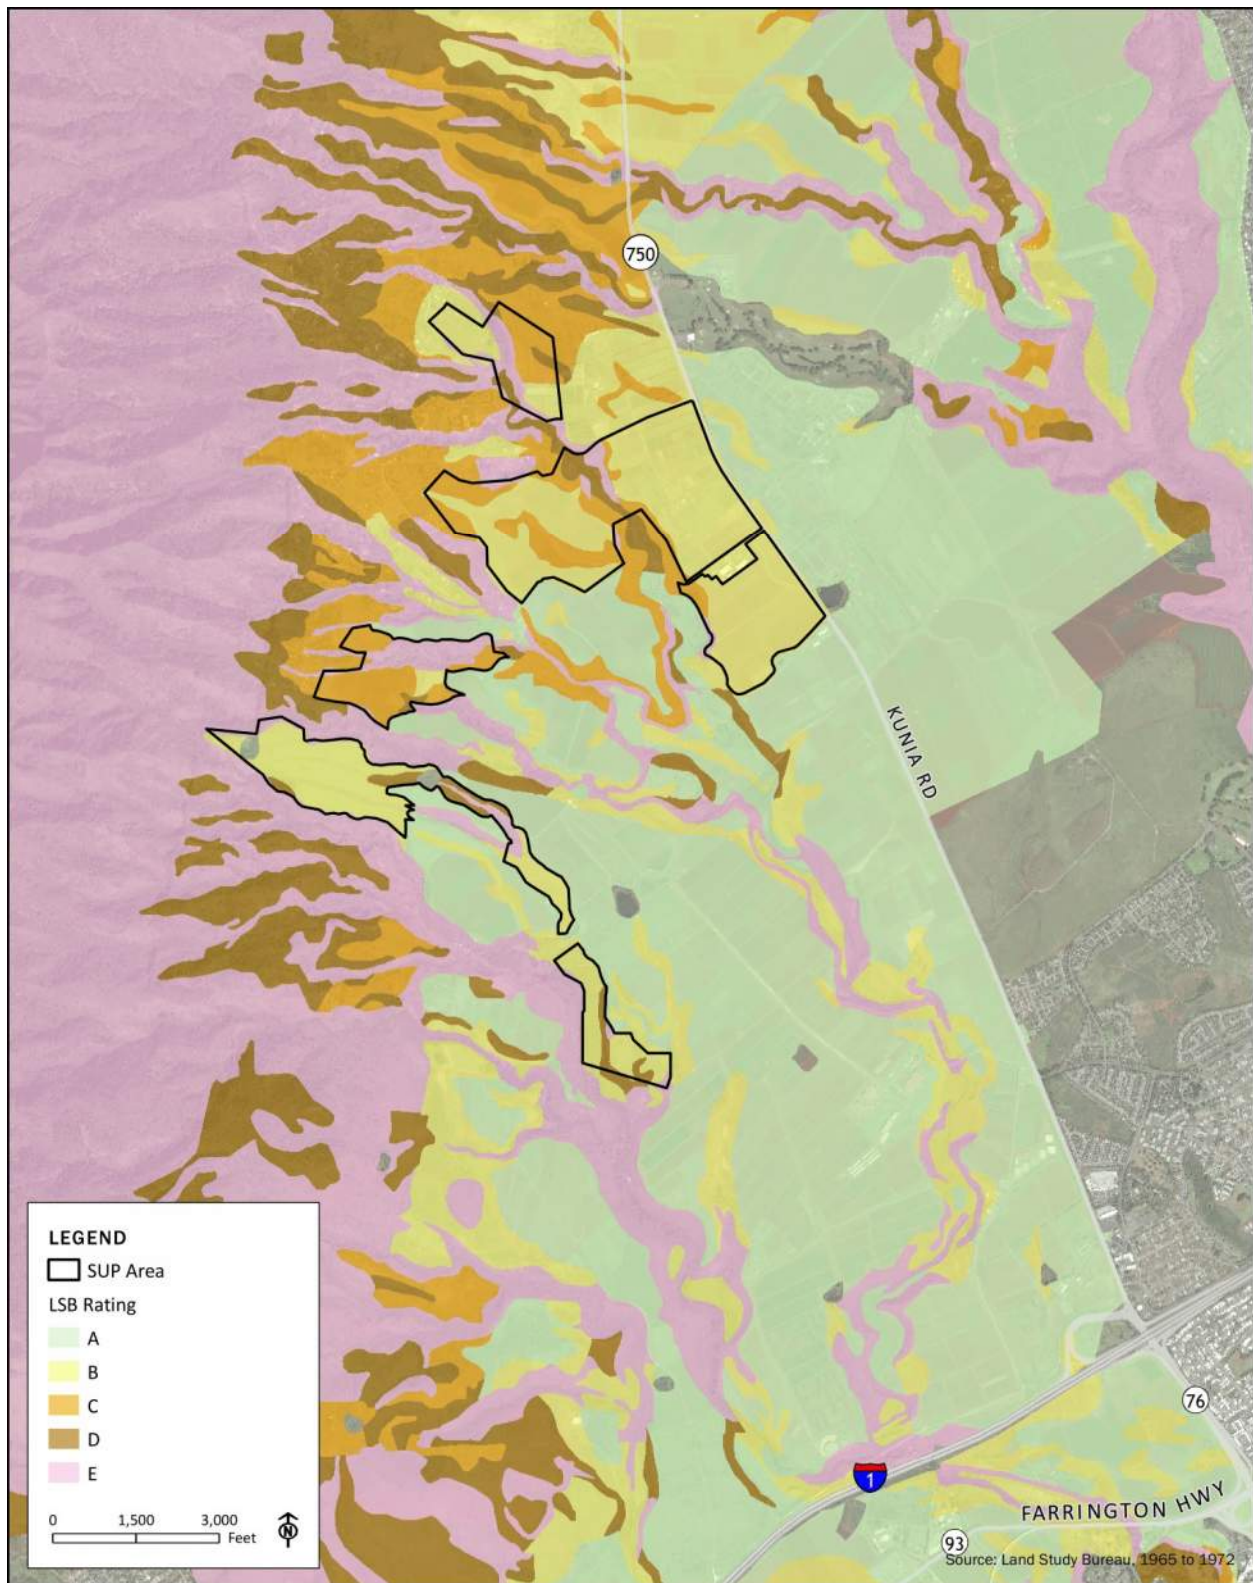 750
KUNIA RD
LEGEND
SUP Area
LSB Rating
A
B
C
D
E
0 1,500 3,000
Feet
N
76
1
FARRINGTON HWY
93
Source: Land Study Bureau, 1965 to 1972